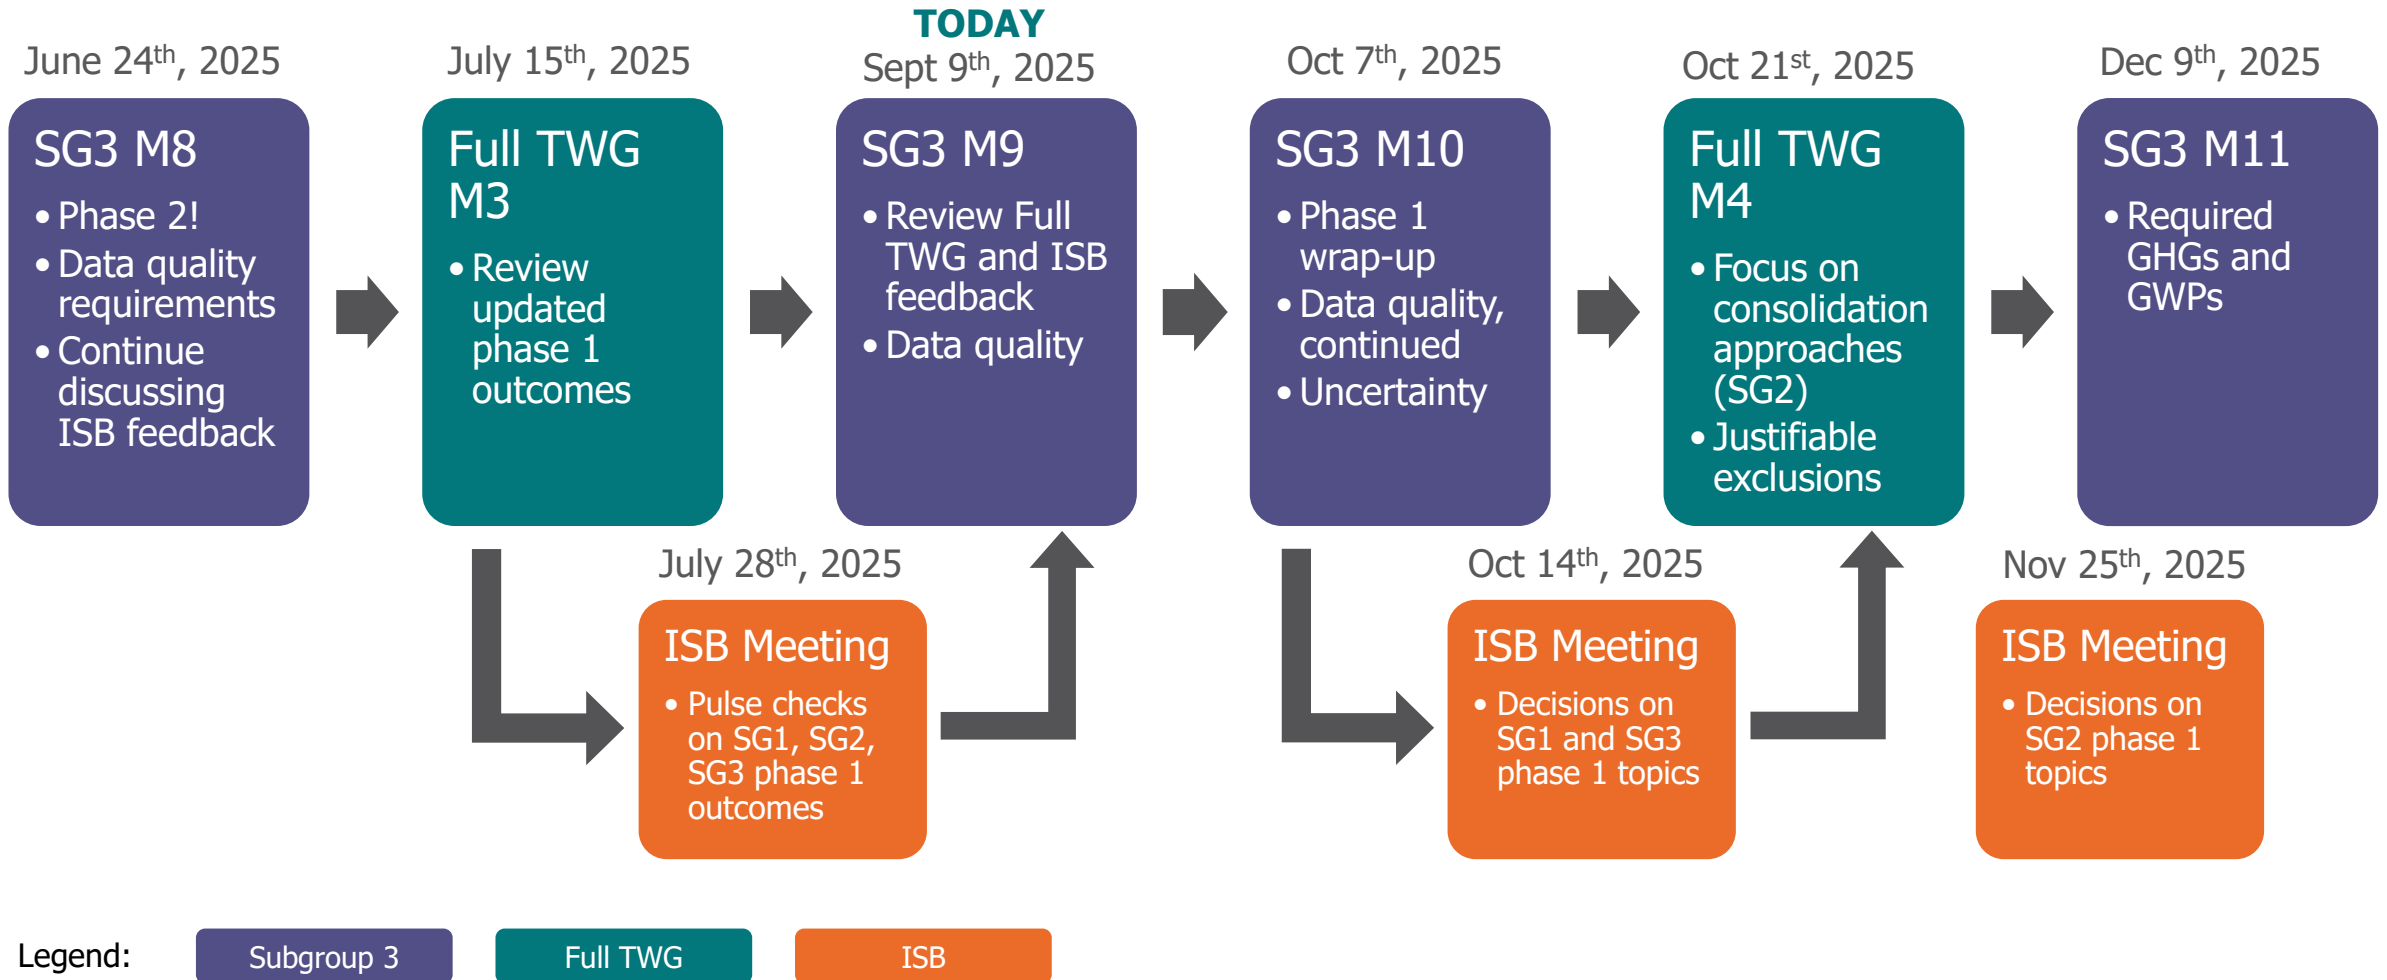 TODAY
June 24th, 2025
July 15th, 2025
Sept 9th, 2025
Oct 7th, 2025
Oct 21st, 2025
Dec 9th, 2025
SG3 M8
• Phase 2!
• Data quality
requirements
• Continue
discussing
ISB feedback
Full TWG
M3
• Review
updated
phase 1
outcomes
SG3 M9
• Review Full
TWG and ISB
feedback
• Data quality
SG3 M10
• Phase 1
wrap-up
• Data quality,
continued
• Uncertainty
Full TWG
M4
• Focus on
consolidation
approaches
(SG2)
• Justifiable
exclusions
SG3 M11
• Required
GHGs and
GWPs
July 28th, 2025
ISB Meeting
• Pulse checks
on SG1, SG2,
SG3 phase 1
outcomes
Oct 14th, 2025
ISB Meeting
• Decisions on
SG1 and SG3
phase 1 topics
Nov 25th, 2025
ISB Meeting
• Decisions on
SG2 phase 1
topics
Legend:
Subgroup 3
Full TWG
ISB